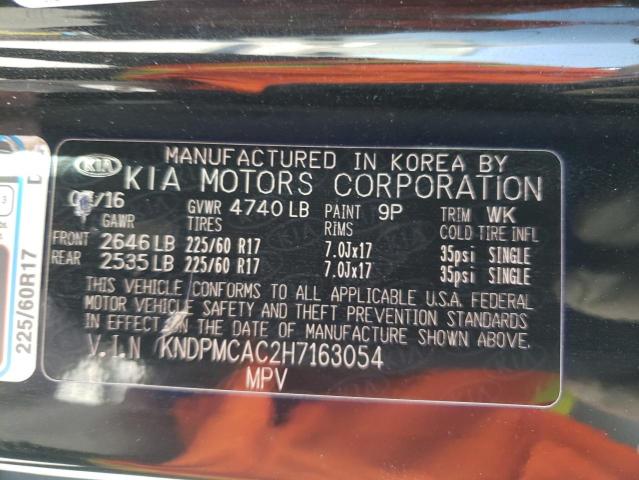 MANUFACTURED IN KOREA BY
KIA KIA MOTORS CORPORATION
/16 GVWR 4740 LB PAINT 9P TRIM WK
GAWR TIRES RIMS COLD TIRE INFL
FRONT 2646 LB 225/60 R17 7.0Jx17 35psi SINGLE
REAR 2535 LB 225/60 R17 7.0Jx17 35psi SINGLE
THIS VEHICLE CONFORMS TO ALL APPLICABLE U.S.A. FEDERAL
MOTOR VEHICLE SAFETY AND THEFT PREVENTION STANDARDS
IN EFFECT ON THE DATE OF MANUFACTURE SHOWN ABOVE.
V.I.N KNDPMCAC2H7163054
MPV
225/60R17